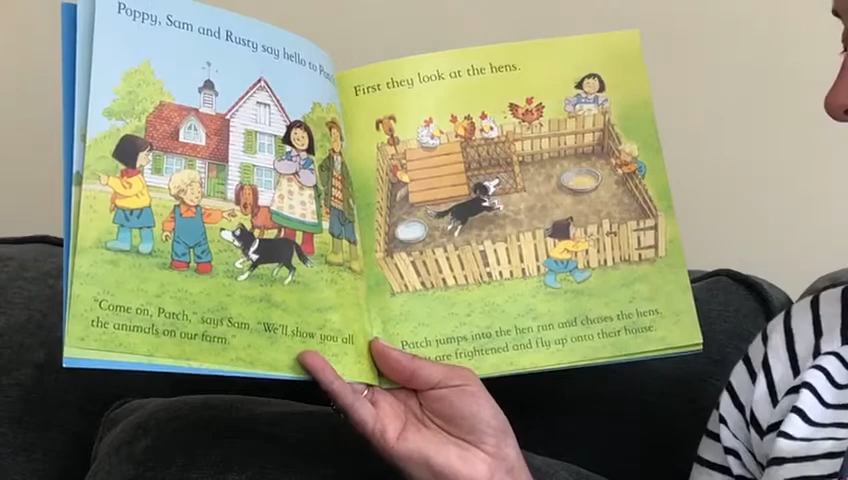 Poppy, Sam and Rusty say hello to
"Come on, Patch," says Sam. "We'll show you all
the animals on our farm."
First they look at the hens.
Patch jumps into the hen run and chases the hens.
are frightened and fly up onto their house.